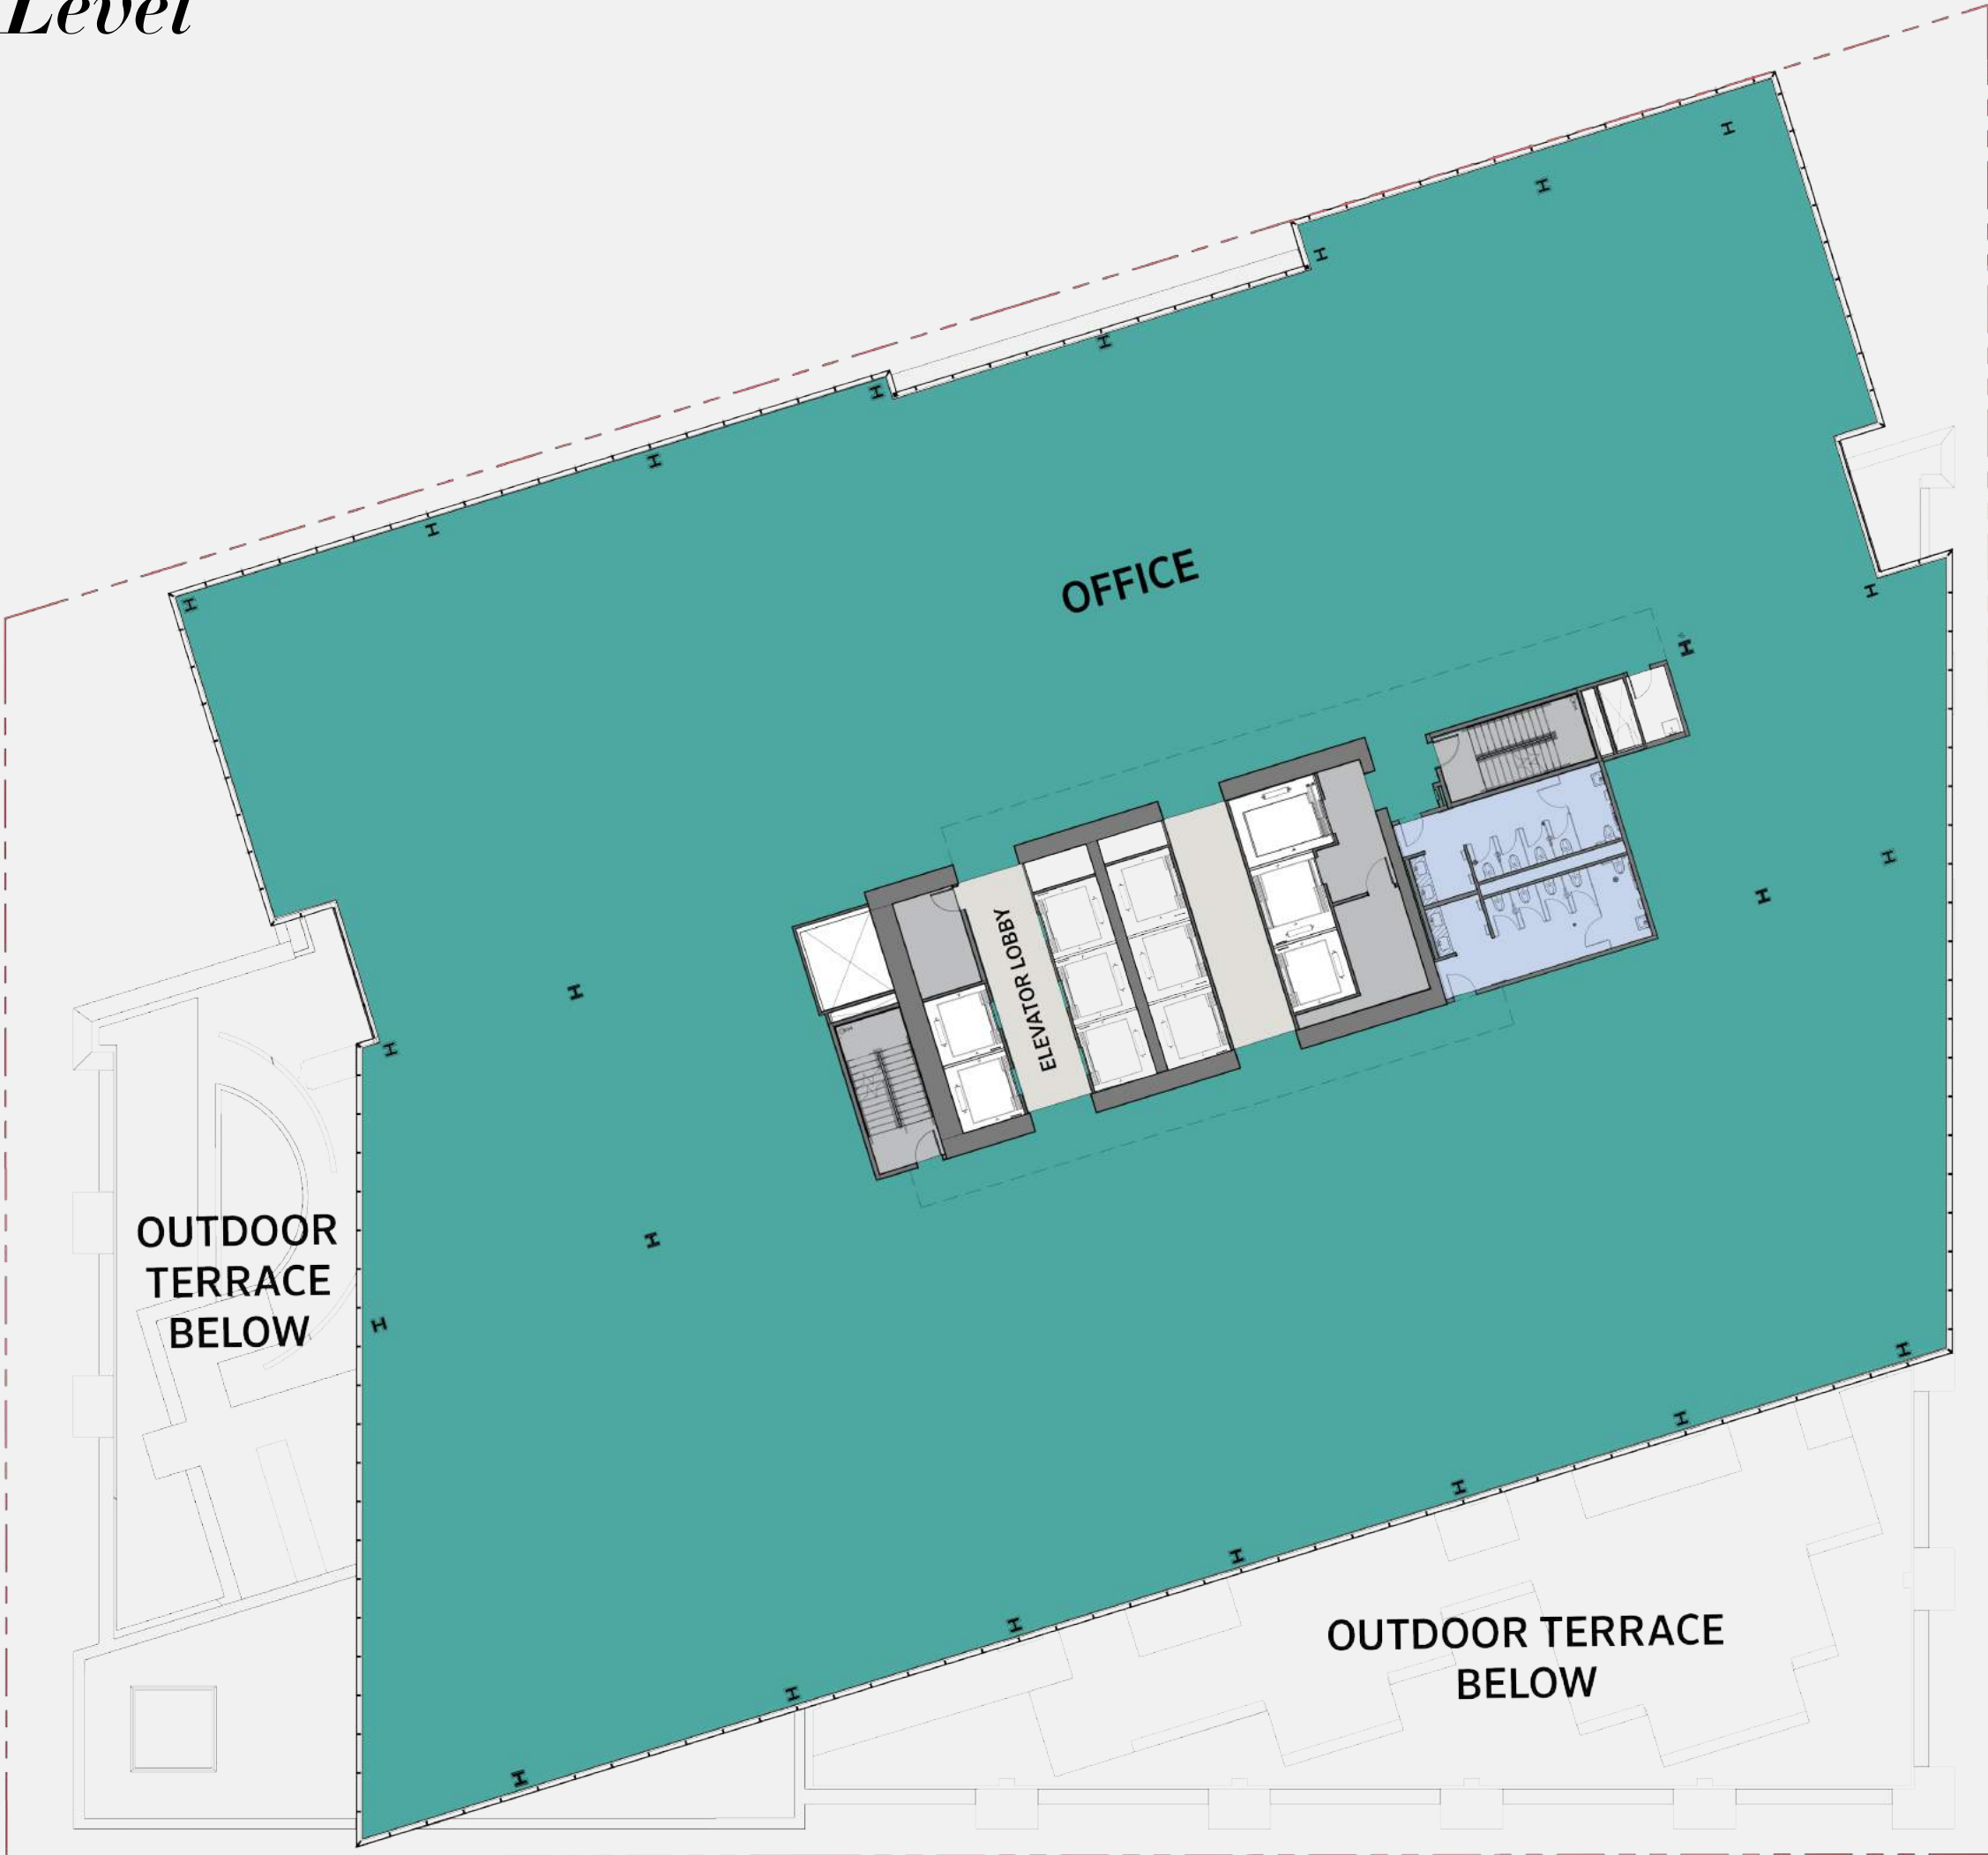 Level
OFFICE
ELEVATOR LOBBY
OUTDOOR
TERRACE
BELOW
OUTDOOR TERRACE
BELOW